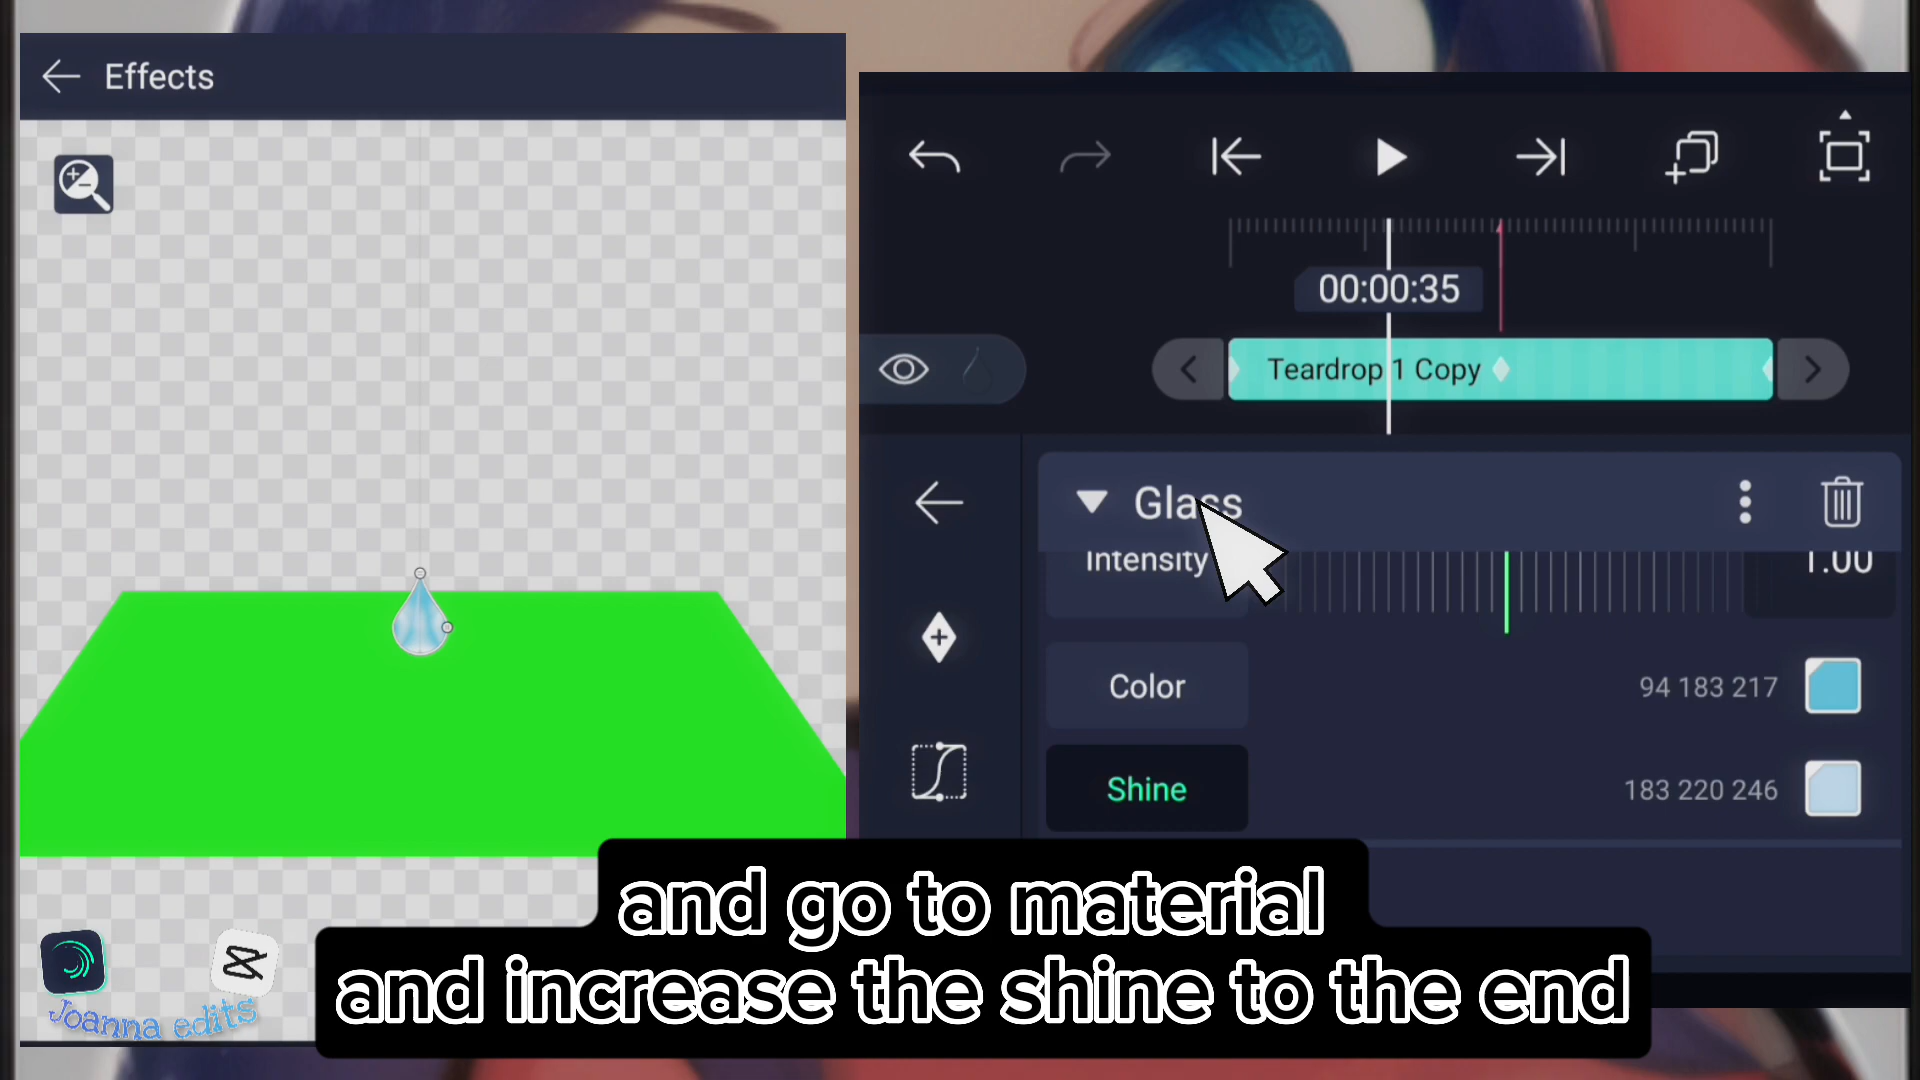 Effects
00:00:35
Teardrop 1 Copy
Glass
Intensity
1.00
Color
94 183 217
Shine
183 220 246
and go to material
and increase the shine to the end
Joanna edits